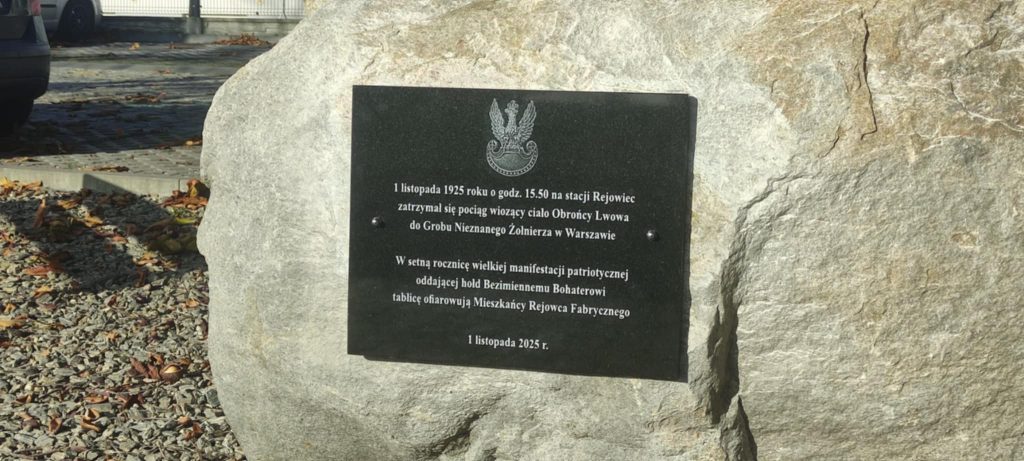 1 listopada 1925 roku o godz. 15.50 na stacji Rejowiec
zatrzymał się pociąg wiozący ciało Obrońcy Lwowa
do Grobu Nieznanego Żołnierza w Warszawie
W setną rocznicę wielkiej manifestacji patriotycznej
oddającej hołd Bezimiennemu Bohaterowi
tablicę ofiarowują Mieszkańcy Rejowca Fabrycznego
1 listopada 2025 r.